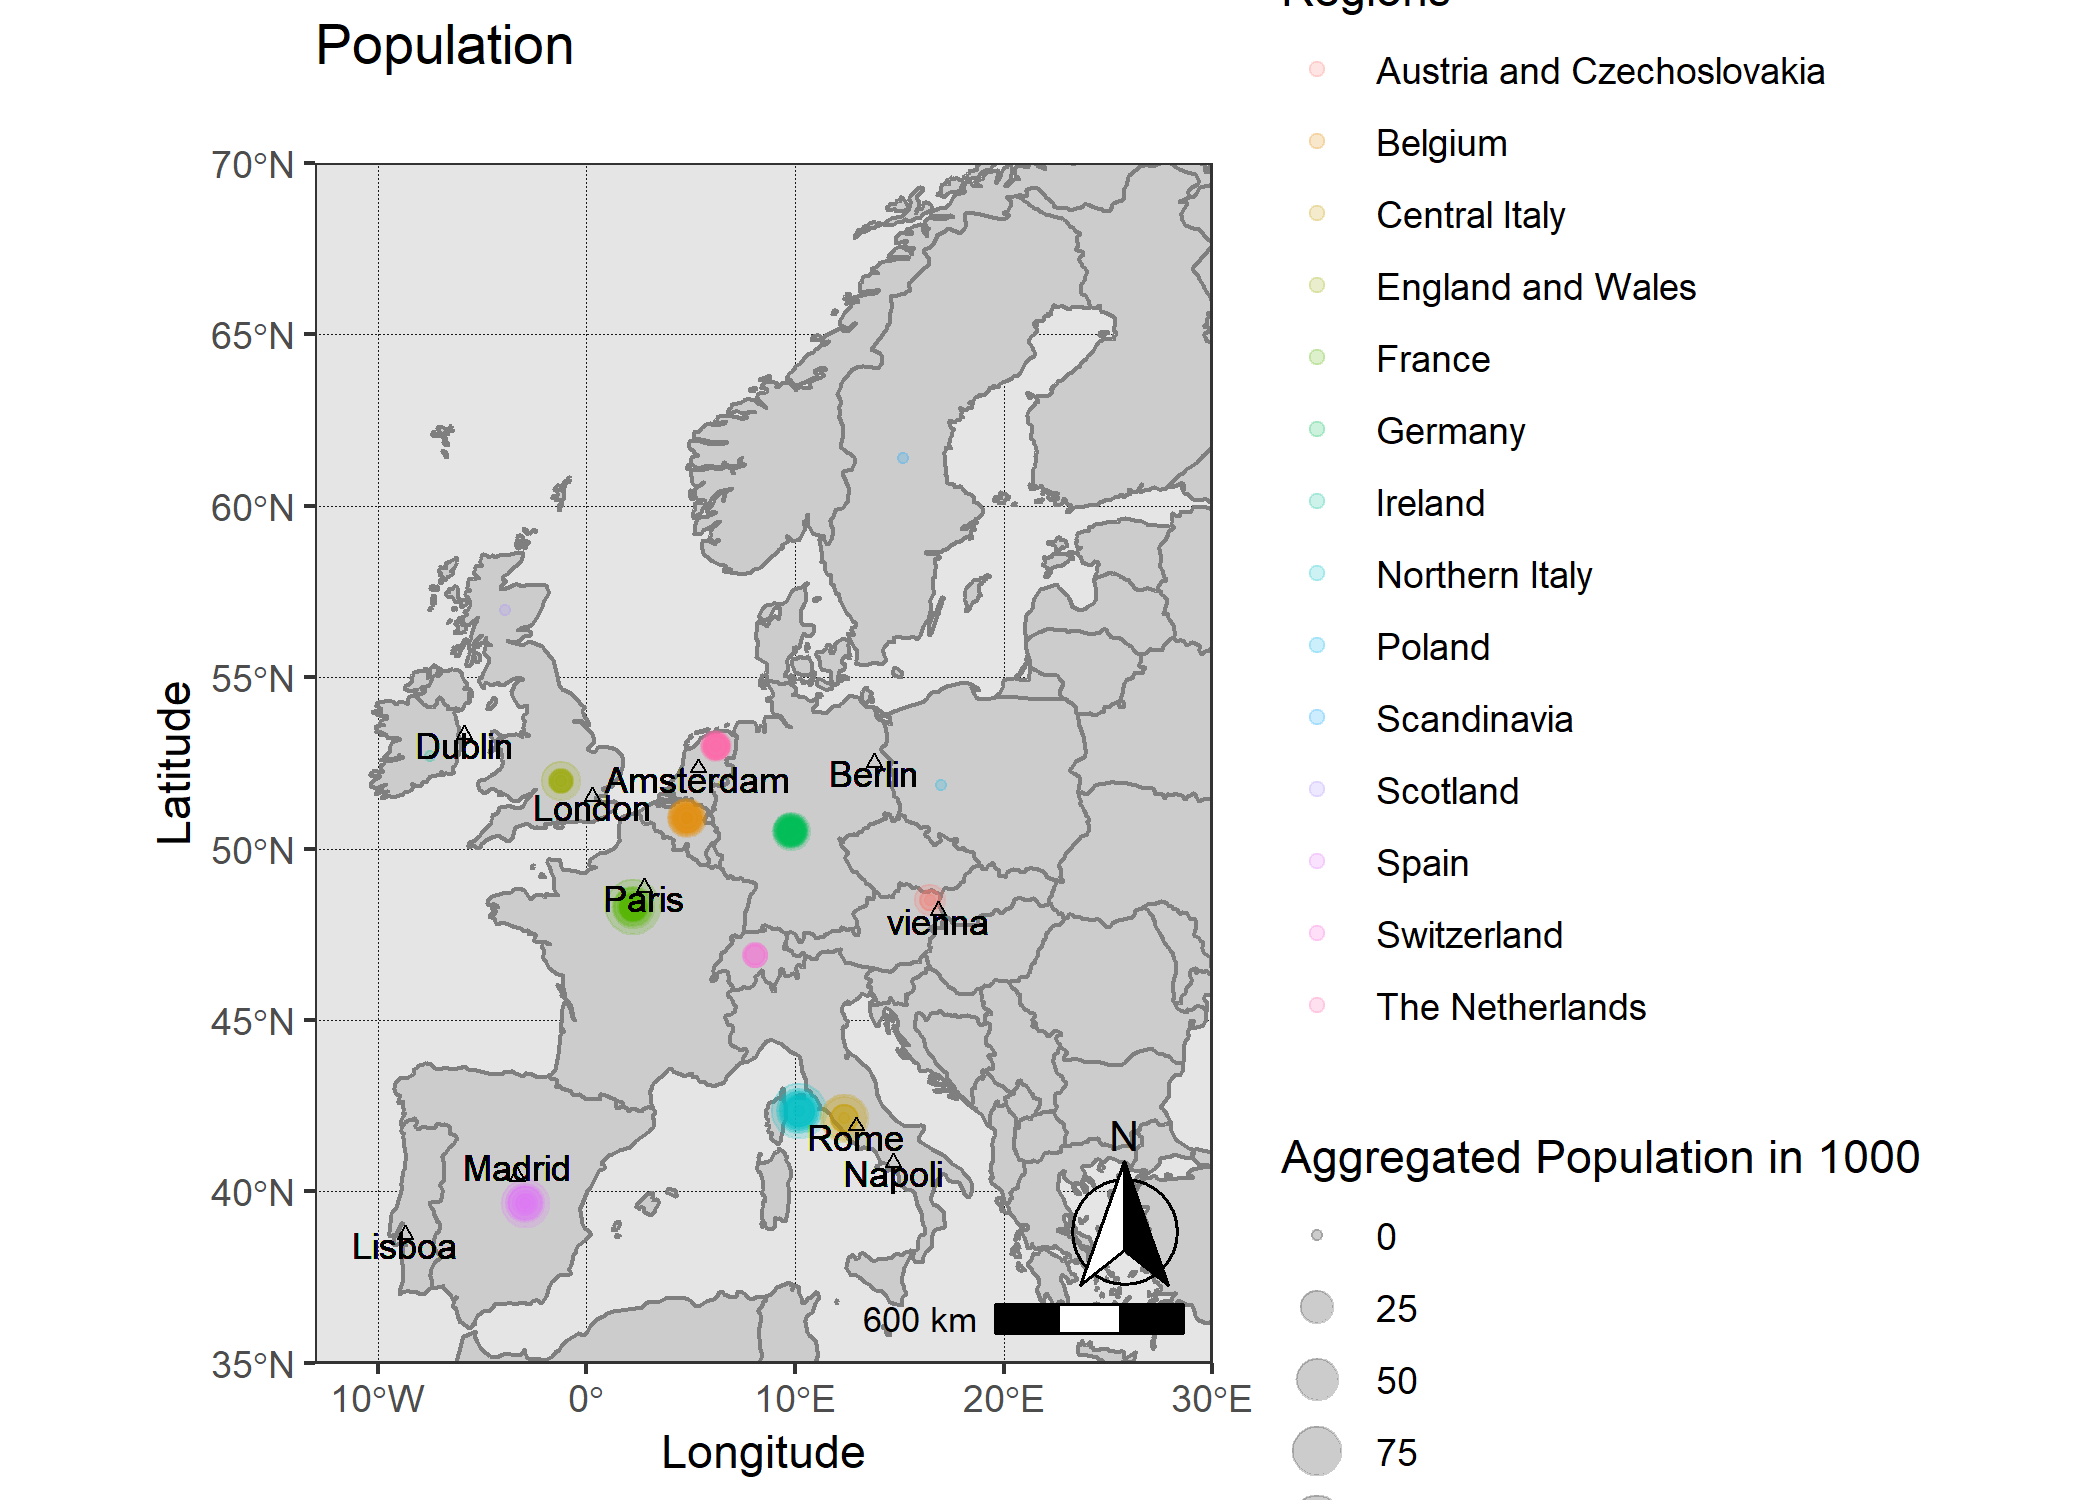 Population
Regions
Austria and Czechoslovakia
Belgium
Central Italy
England and Wales
France
Germany
Ireland
Northern Italy
Poland
Scandinavia
Scotland
Spain
Switzerland
The Netherlands
Aggregated Population in 1000
0
25
50
75
70°N
65°N
60°N
55°N
50°N
45°N
40°N
35°N
Latitude
Dublin
Amsterdam
Berlin
London
Paris
vienna
Rome
Napoli
Madrid
Lisboa
N
600 km
10°W
0°
10°E
20°E
30°E
Longitude